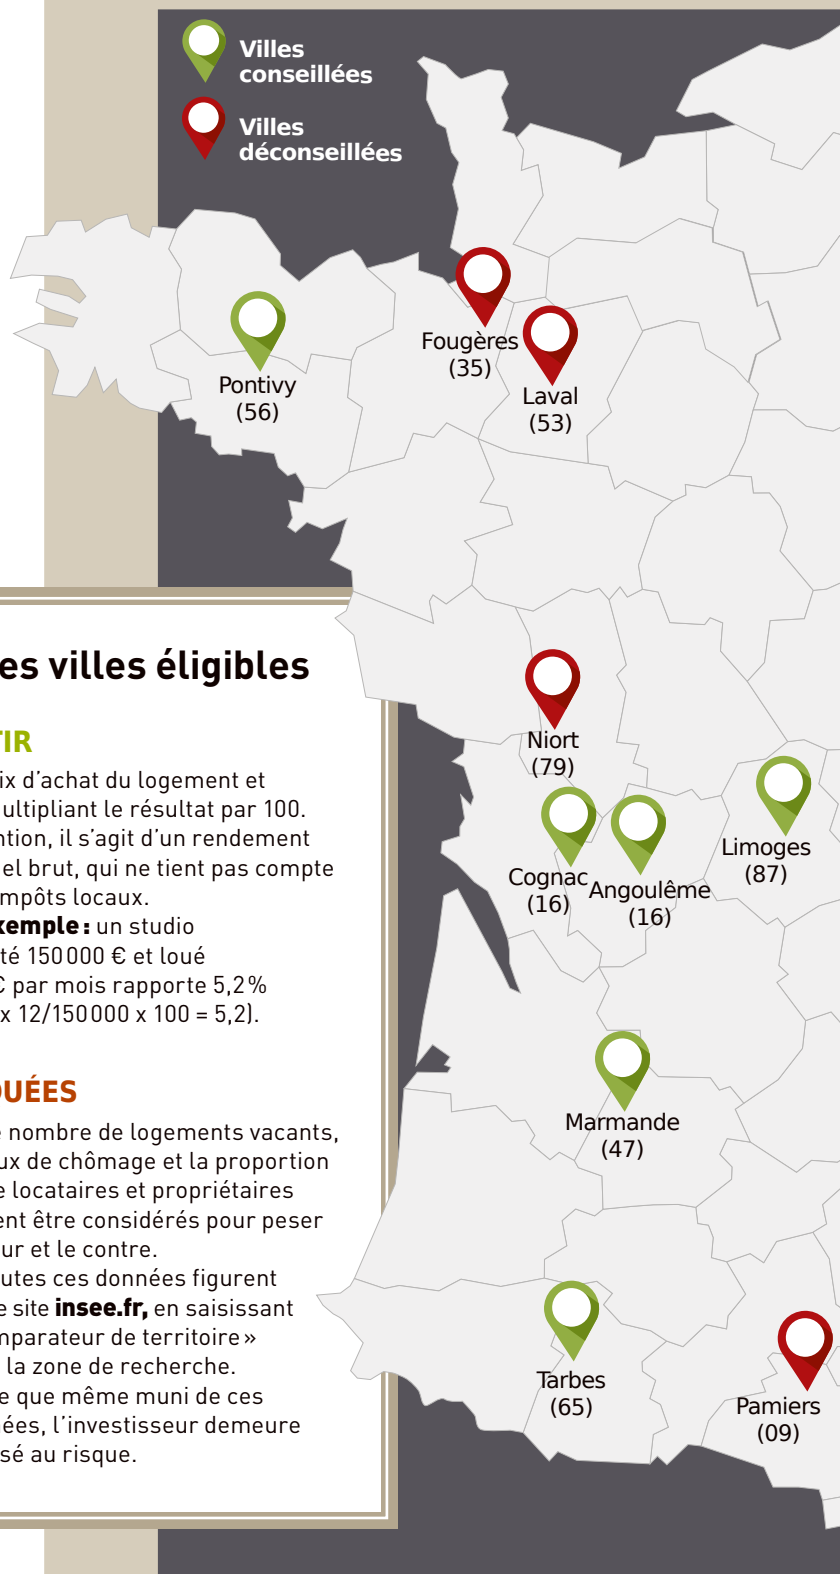 Villes
conseillées
Villes
déconseillées
Fougères
(35)
Laval
(53)
Pontivy
(56)
Niort
(79)
Cognac
(16)
Angoulême
(16)
Limoges
(87)
Marmande
(47)
Tarbes
(65)
Pamiers
(09)
es villes éligibles
TIR
ix d’achat du logement et
ultipliant le résultat par 100.
ntion, il s’agit d’un rendement
el brut, qui ne tient pas compte
mpôts locaux.
xemple : un studio
té 150 000 € et loué
€ par mois rapporte 5,2 %
x 12/150 000 x 100 = 5,2).
OUÉES
e nombre de logements vacants,
ux de chômage et la proportion
e locataires et propriétaires
ent être considérés pour peser
ur et le contre.
outes ces données figurent
e site insee.fr, en saisissant
mparateur de territoire »
la zone de recherche.
e que même muni de ces
nées, l’investisseur demeure
sé au risque.